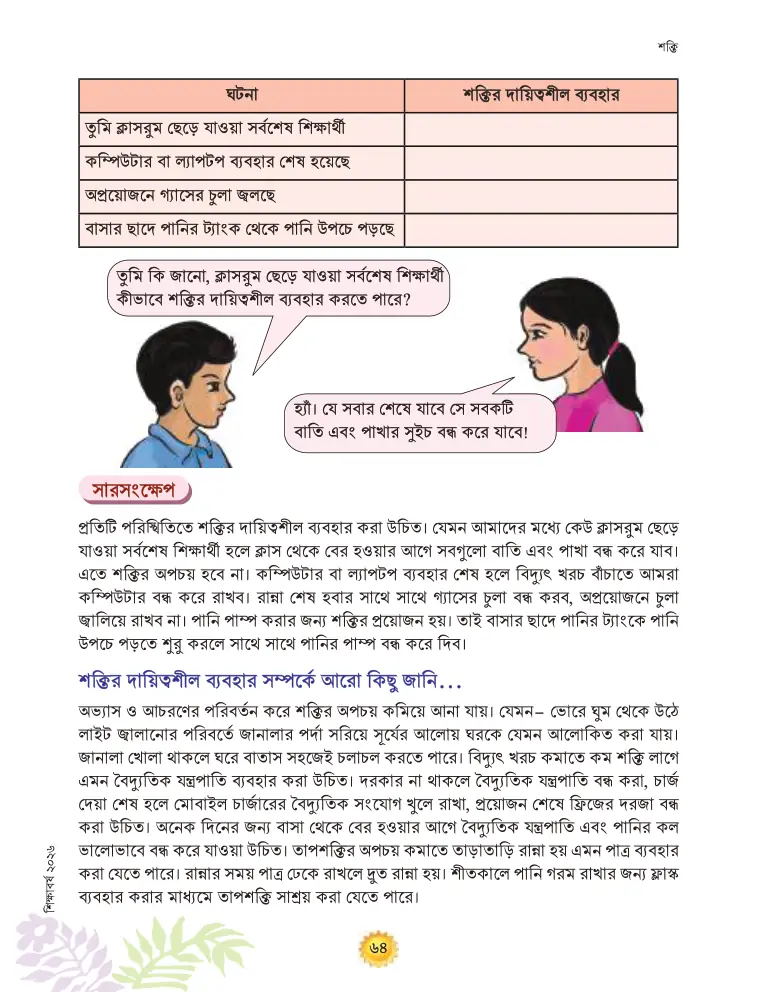 শক্তি
ঘটনা	শক্তির দায়িত্বশীল ব্যবহার
তুমি ক্লাসরুম ছেড়ে যাওয়া সর্বশেষ শিক্ষার্থী
কম্পিউটার বা ল্যাপটপ ব্যবহার শেষ হয়েছে
অপ্রয়োজনে গ্যাসের চুলা জ্বলছে
বাসার ছাদে পানির ট্যাংক থেকে পানি উপচে পড়ছে
তুমি কি জানো, ক্লাসরুম ছেড়ে যাওয়া সর্বশেষ শিক্ষার্থী
কীভাবে শক্তির দায়িত্বশীল ব্যবহার করতে পারে?
হ্যাঁ। যে সবার শেষে যাবে সে সবকটি
বাতি এবং পাখার সুইচ বন্ধ করে যাবে!
সারসংক্ষেপ
প্রতিটি পরিস্থিতিতে শক্তির দায়িত্বশীল ব্যবহার করা উচিত। যেমন আমাদের মধ্যে কেউ ক্লাসরুম ছেড়ে
যাওয়া সর্বশেষ শিক্ষার্থী হলে ক্লাস থেকে বের হওয়ার আগে সবগুলো বাতি এবং পাখা বন্ধ করে যাব।
এতে শক্তির অপচয় হবে না। কম্পিউটার বা ল্যাপটপ ব্যবহার শেষ হলে বিদ্যুৎ খরচ বাঁচাতে আমরা
কম্পিউটার বন্ধ করে রাখব। রান্না শেষ হবার সাথে সাথে গ্যাসের চুলা বন্ধ করব, অপ্রয়োজনে চুলা
জ্বালিয়ে রাখব না। পানি পাম্প করার জন্য শক্তির প্রয়োজন হয়। তাই বাসার ছাদে পানির ট্যাংকে পানি
উপচে পড়তে শুরু করলে সাথে সাথে পানির পাম্প বন্ধ করে দিব।
শক্তির দায়িত্বশীল ব্যবহার সম্পর্কে আরো কিছু জানি...
অভ্যাস ও আচরণের পরিবর্তন করে শক্তির অপচয় কমিয়ে আনা যায়। যেমন– ভোরে ঘুম থেকে উঠে
লাইট জ্বালানোর পরিবর্তে জানালার পর্দা সরিয়ে সূর্যের আলোয় ঘরকে যেমন আলোকিত করা যায়।
জানালা খোলা থাকলে ঘরে বাতাস সহজেই চলাচল করতে পারে। বিদ্যুৎ খরচ কমাতে কম শক্তি লাগে
এমন বৈদ্যুতিক যন্ত্রপাতি ব্যবহার করা উচিত। দরকার না থাকলে বৈদ্যুতিক যন্ত্রপাতি বন্ধ করা, চার্জ
দেয়া শেষ হলে মোবাইল চার্জারের বৈদ্যুতিক সংযোগ খুলে রাখা, প্রয়োজন শেষে ফ্রিজের দরজা বন্ধ
করা উচিত। অনেক দিনের জন্য বাসা থেকে বের হওয়ার আগে বৈদ্যুতিক যন্ত্রপাতি এবং পানির কল
ভালোভাবে বন্ধ করে যাওয়া উচিত। তাপশক্তির অপচয় কমাতে তাড়াতাড়ি রান্না হয় এমন পাত্র ব্যবহার
করা যেতে পারে। রান্নার সময় পাত্র ঢেকে রাখলে দ্রুত রান্না হয়। শীতকালে পানি গরম রাখার জন্য ফ্লাস্ক
ব্যবহার করার মাধ্যমে তাপশক্তি সাশ্রয় করা যেতে পারে।
শিক্ষাবর্ষ ২০২৬
৬৪